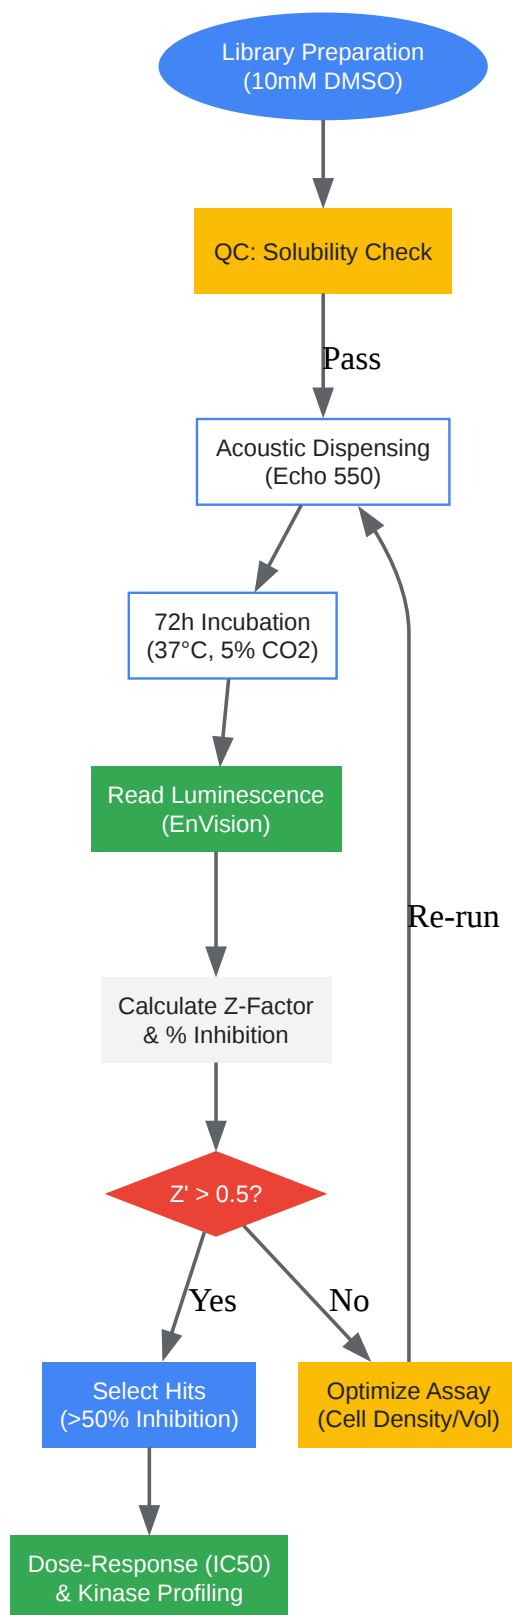 Library Preparation
(10mM DMSO)
QC: Solubility Check
Pass
Acoustic Dispensing
(Echo 550)
72h Incubation
(37°C, 5% CO2)
Read Luminescence
(EnVision)
Re-run
Calculate Z-Factor
& % Inhibition
Z' > 0.5?
Yes
No
Select Hits
(>50% Inhibition)
Optimize Assay
(Cell Density/Vol)
Dose-Response (IC50)
& Kinase Profiling